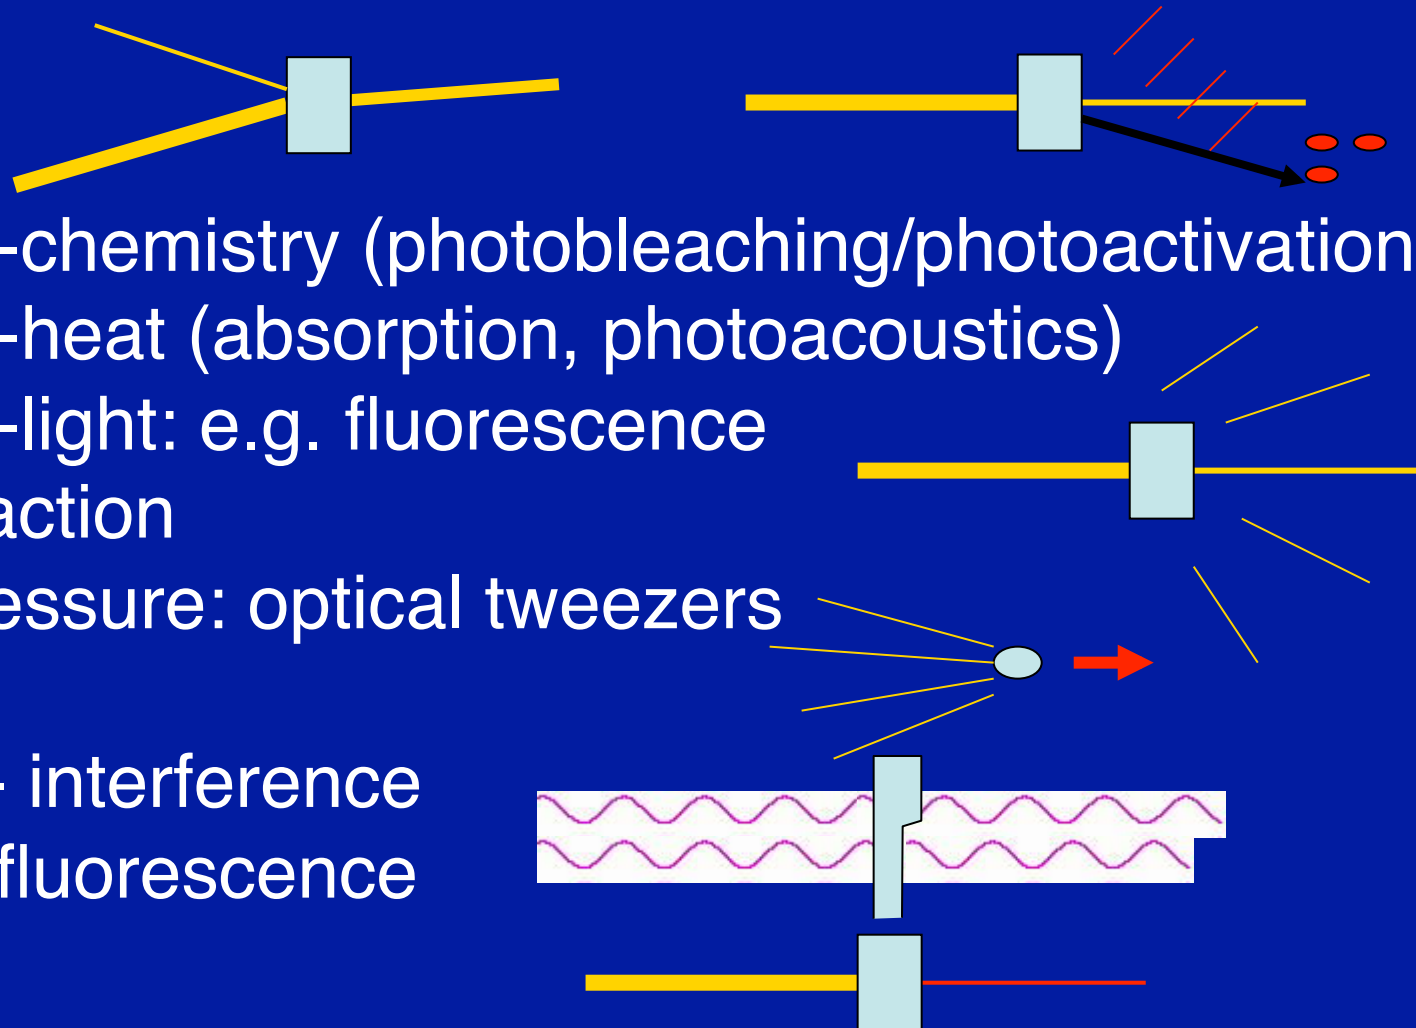 -chemistry (photobleaching/photoactivation
-heat (absorption, photoacoustics)
-light: e.g. fluorescence
action
essure: optical tweezers
- interference
fluorescence